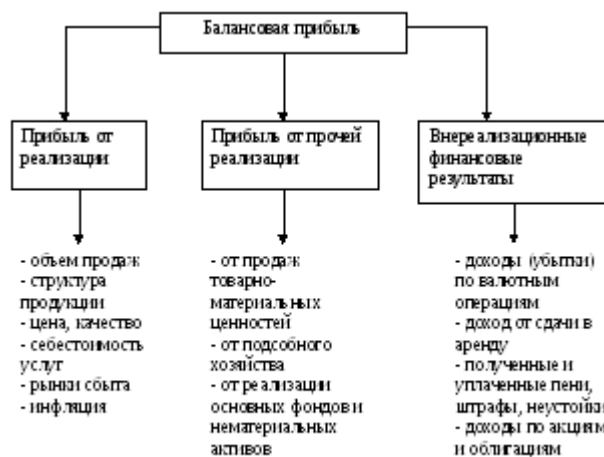 Балансовая прибыль
Прибыль от
реализации
Прибыль от прочей
реализации
Внереализационные
финансовые
результаты
- объем продаж
- структура
продукции
- цена, качество
- себестоимость
услуг
- рынки сбыта
- инфляция
- от продаж
товарно-
материальных
ценностей
- от подсобного
хозяйства
- от реализации
основных фондов и
нематериальных
активов
- доходы (убытки)
по валютным
операциям
- доход от сдачи в
аренду
- полученные и
уплаченные пени,
штрафы, неустойки
- доходы по акциям
и облигациям